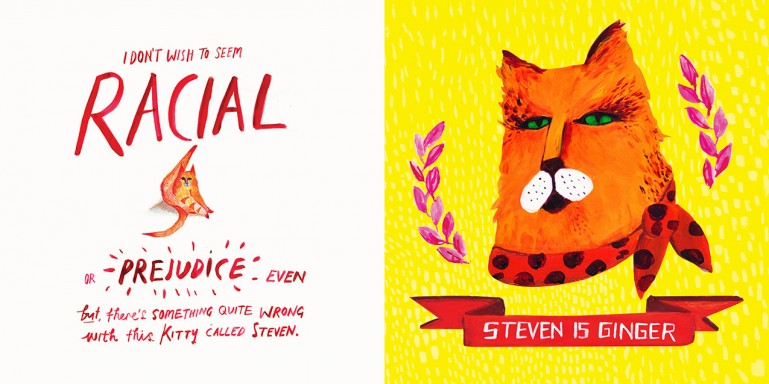 I DON'T WISH TO SEEM
RACIAL
OR PREJUDICE EVEN
but, there's SOMETHING QUITE WRONG
with this KITTY CALLED STEVEN.
STEVEN IS GINGER